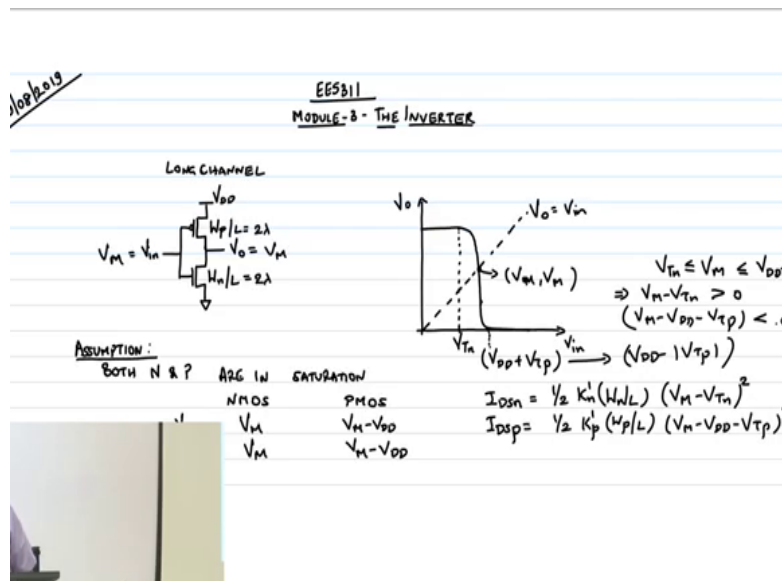 /08/2019
EE5311
MODULE-3 - THE INVERTER
LONG CHANNEL
VDD
Wp/L = 2λ
VM = Vin
Vo = VM
Wn/L = 2λ
Vo
Vo = Vin
(VM, VM)
VTn
(VDD + VTp) → (VDD - |VTp|)
Vin
VTn ≤ VM ≤ VDD
⇒ VM - VTn > 0
(VM - VDD - VTp) <
ASSUMPTION :
BOTH N & P ARE IN SATURATION
NMOS PMOS
VM VM - VDD
VM VM - VDD
IDSn = 1/2 K'n (Wn/L) (VM - VTn)²
IDSp = 1/2 K'p (Wp/L) (VM - VDD - VTp)